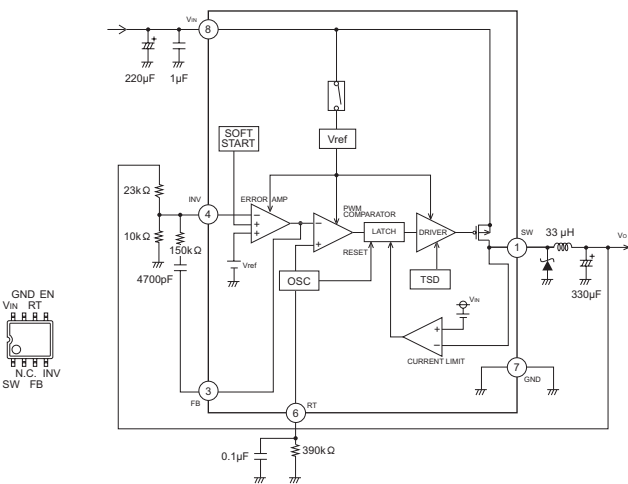 VIN
8
220μF
1μF
SOFT
START
Vref
23kΩ
INV
ERROR AMP
4
PWM
COMPARATOR
10kΩ
150kΩ
LATCH
DRIVER
SW
33 μH
VO
1
RESET
Vref
4700pF
OSC
TSD
330μF
VIN
GND EN
VIN RT
N.C. INV
SW FB
CURRENT LIMIT
3
FB
7
GND
6
RT
0.1μF
390kΩ